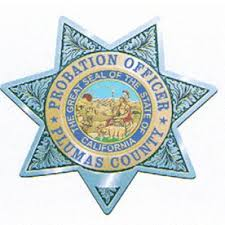 PROBATION OFFICER
THE GREAT SEAL OF THE STATE OF CALIFORNIA
PLUMAS COUNTY